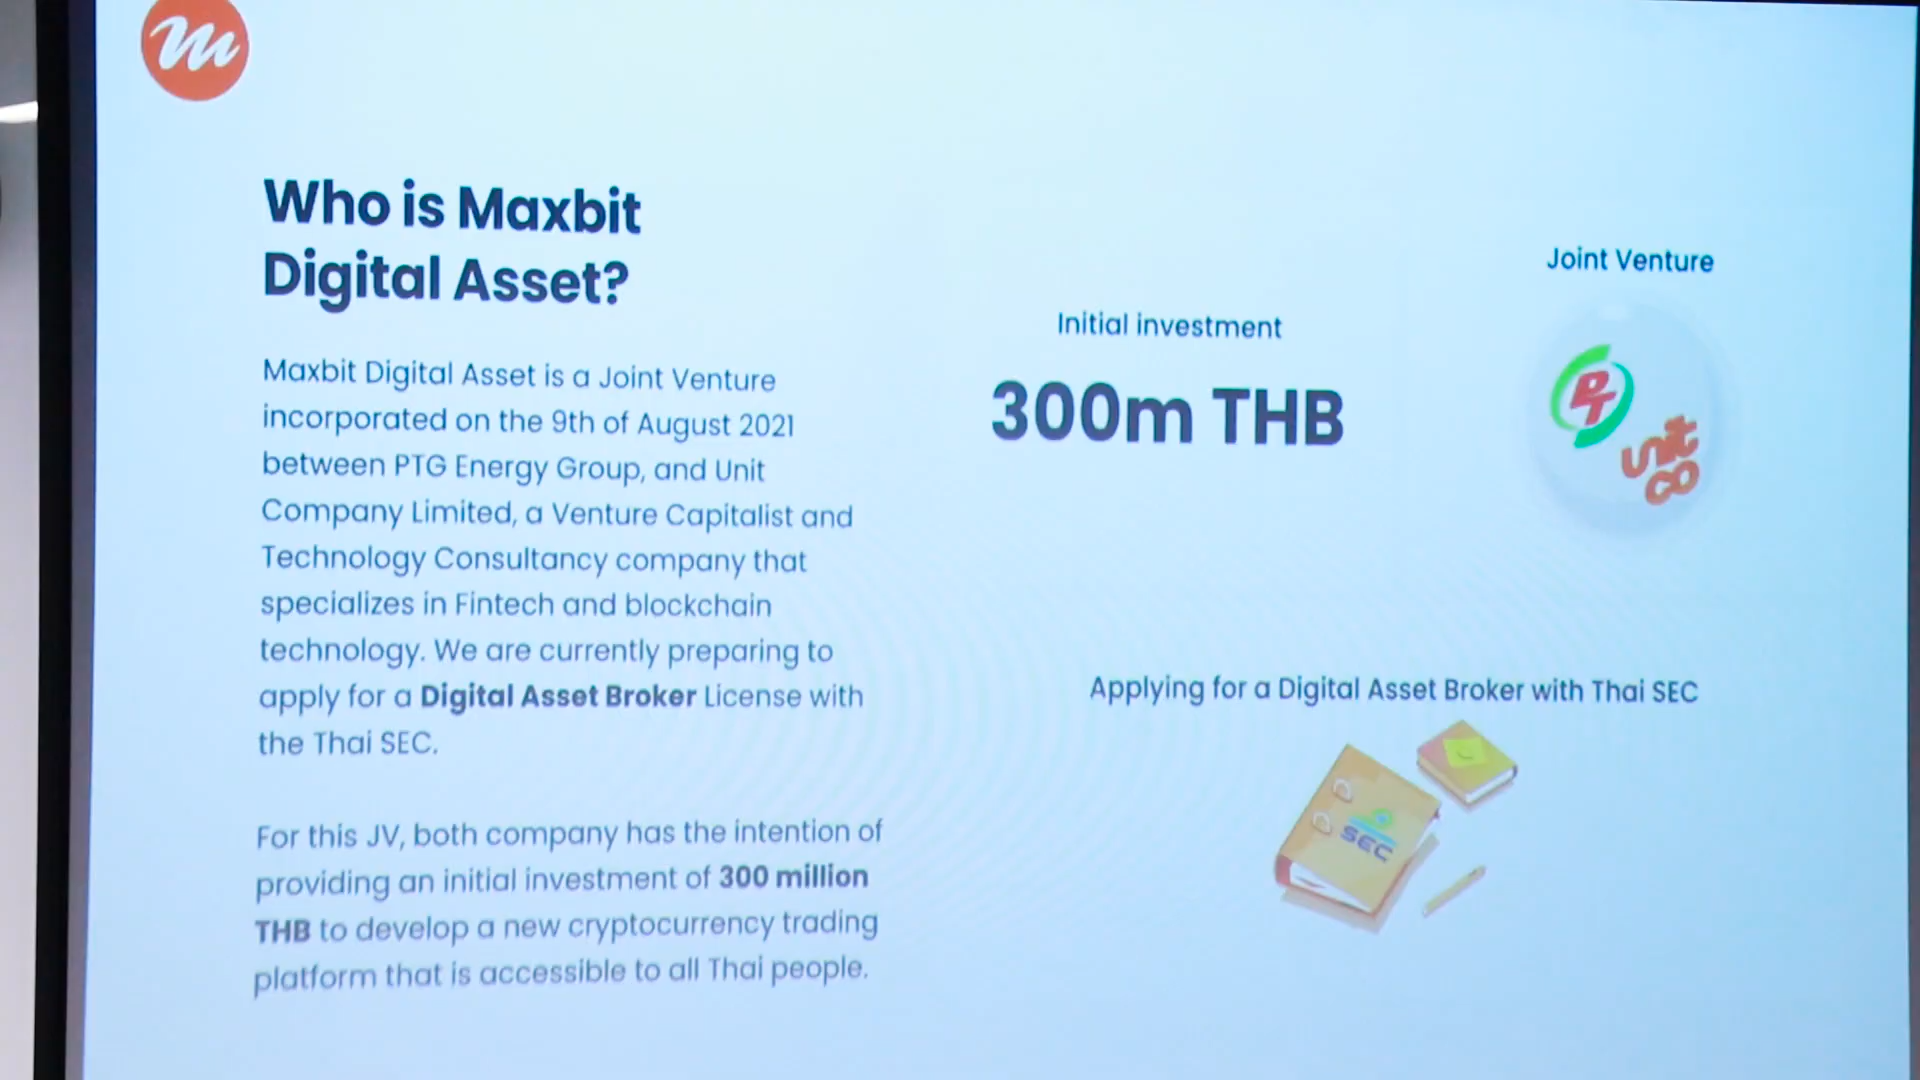 m
Who is Maxbit
Digital Asset?
Maxbit Digital Asset is a Joint Venture
incorporated on the 9th of August 2021
between PTG Energy Group, and Unit
Company Limited, a Venture Capitalist and
Technology Consultancy company that
specializes in Fintech and blockchain
technology. We are currently preparing to
apply for a Digital Asset Broker License with
the Thai SEC.
For this JV, both company has the intention of
providing an initial investment of 300 million
THB to develop a new cryptocurrency trading
platform that is accessible to all Thai people.
Initial investment
300m THB
Joint Venture
PT
unit
co
Applying for a Digital Asset Broker with Thai SEC
SEC